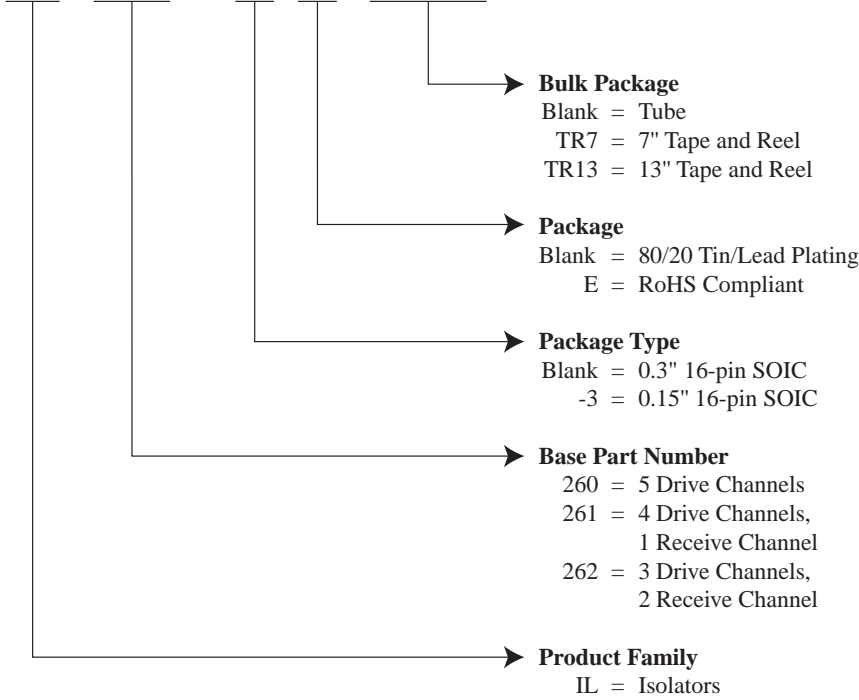 Bulk Package
Blank = Tube
TR7 = 7" Tape and Reel
TR13 = 13" Tape and Reel
Package
Blank = 80/20 Tin/Lead Plating
E = RoHS Compliant
Package Type
Blank = 0.3" 16-pin SOIC
-3 = 0.15" 16-pin SOIC
Base Part Number
260 = 5 Drive Channels
261 = 4 Drive Channels,
1 Receive Channel
262 = 3 Drive Channels,
2 Receive Channel
Product Family
IL = Isolators